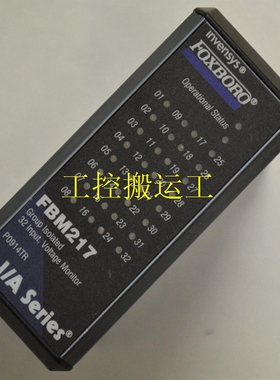 invensys®
FOXBORO®
Operational Status
01 09 17 25
02 10 18 26
03 11 19 27
04 12 20 28
05 13 21 29
06 14 22 30
07 15 23 31
08 16 24 32
工控搬运工
FBM217
Group Isolated
32 Input, Voltage Monitor
P0914TR
I/A Series®